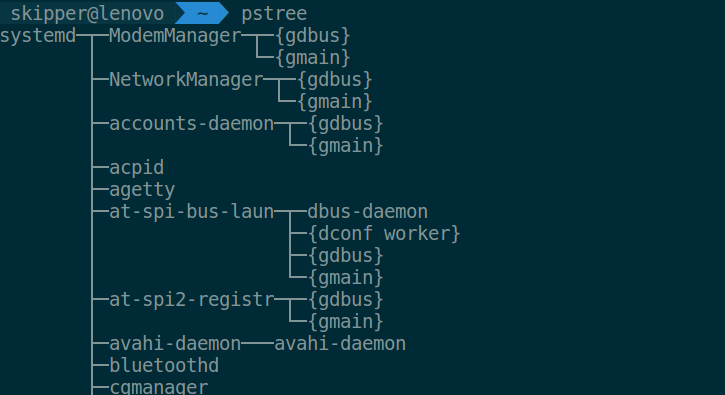 skipper@lenovo ~ pstree
systemd─┬─ModemManager─┬─{gdbus}
        │              └─{gmain}
        ├─NetworkManager─┬─{gdbus}
        │                └─{gmain}
        ├─accounts-daemon─┬─{gdbus}
        │                 └─{gmain}
        ├─acpid
        ├─agetty
        ├─at-spi-bus-laun─┬─dbus-daemon
        │                 ├─{dconf worker}
        │                 ├─{gdbus}
        │                 └─{gmain}
        ├─at-spi2-registr─┬─{gdbus}
        │                 └─{gmain}
        ├─avahi-daemon───avahi-daemon
        ├─bluetoothd
        ├─cgmanager